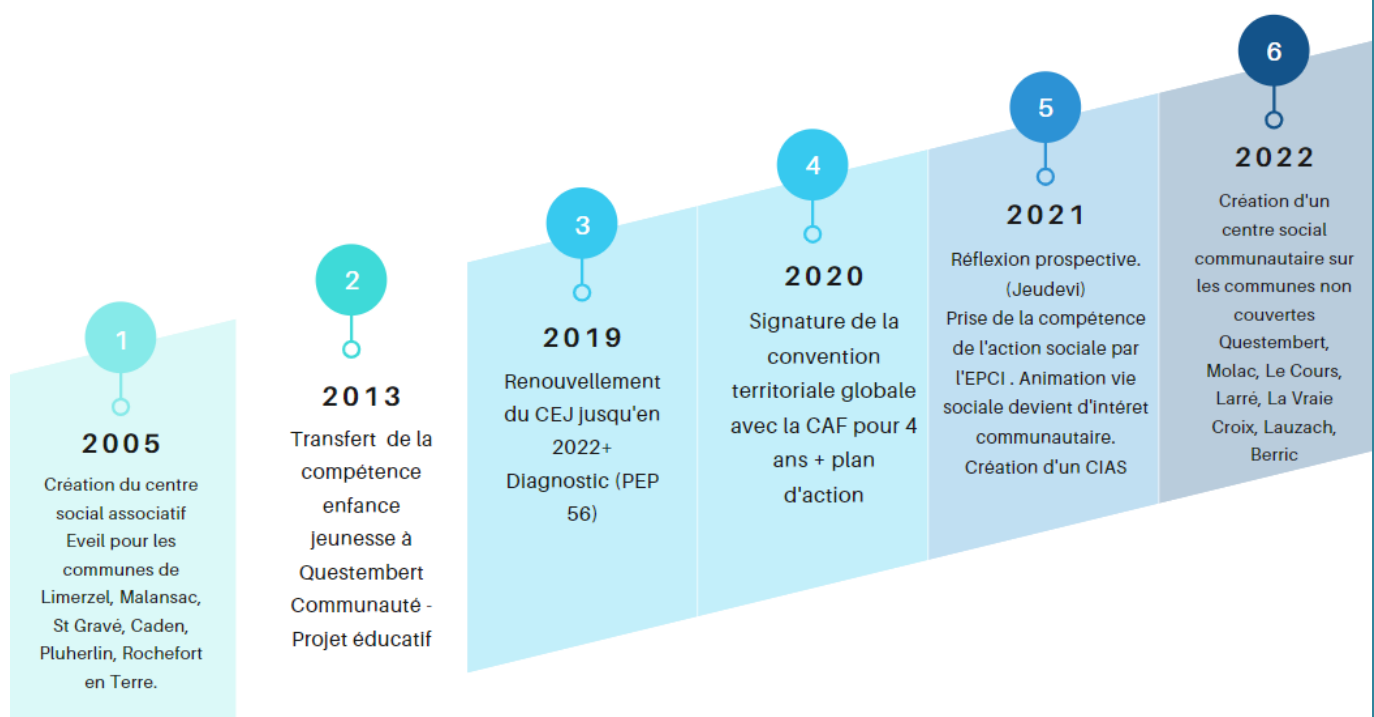 1
2005
Création du centre
social associatif
Eveil pour les
communes de
Limerzel, Malansac,
St Gravé, Caden,
Pluherlin, Rochefort
en Terre.
2
2013
Transfert de la
compétence
enfance
jeunesse à
Questembert
Communauté -
Projet éducatif
3
2019
Renouvellement
du CEJ jusqu'en
2022+
Diagnostic (PEP
56)
4
2020
Signature de la
convention
territoriale globale
avec la CAF pour 4
ans + plan
d'action
5
2021
Réflexion prospective.
(Jeudevi)
Prise de la compétence
de l'action sociale par
l'EPCI . Animation vie
sociale devient d'intéret
communautaire.
Création d'un CIAS
6
2022
Création d'un
centre social
communautaire sur
les communes non
couvertes
Questembert,
Molac, Le Cours,
Larré, La Vraie
Croix, Lauzach,
Berric